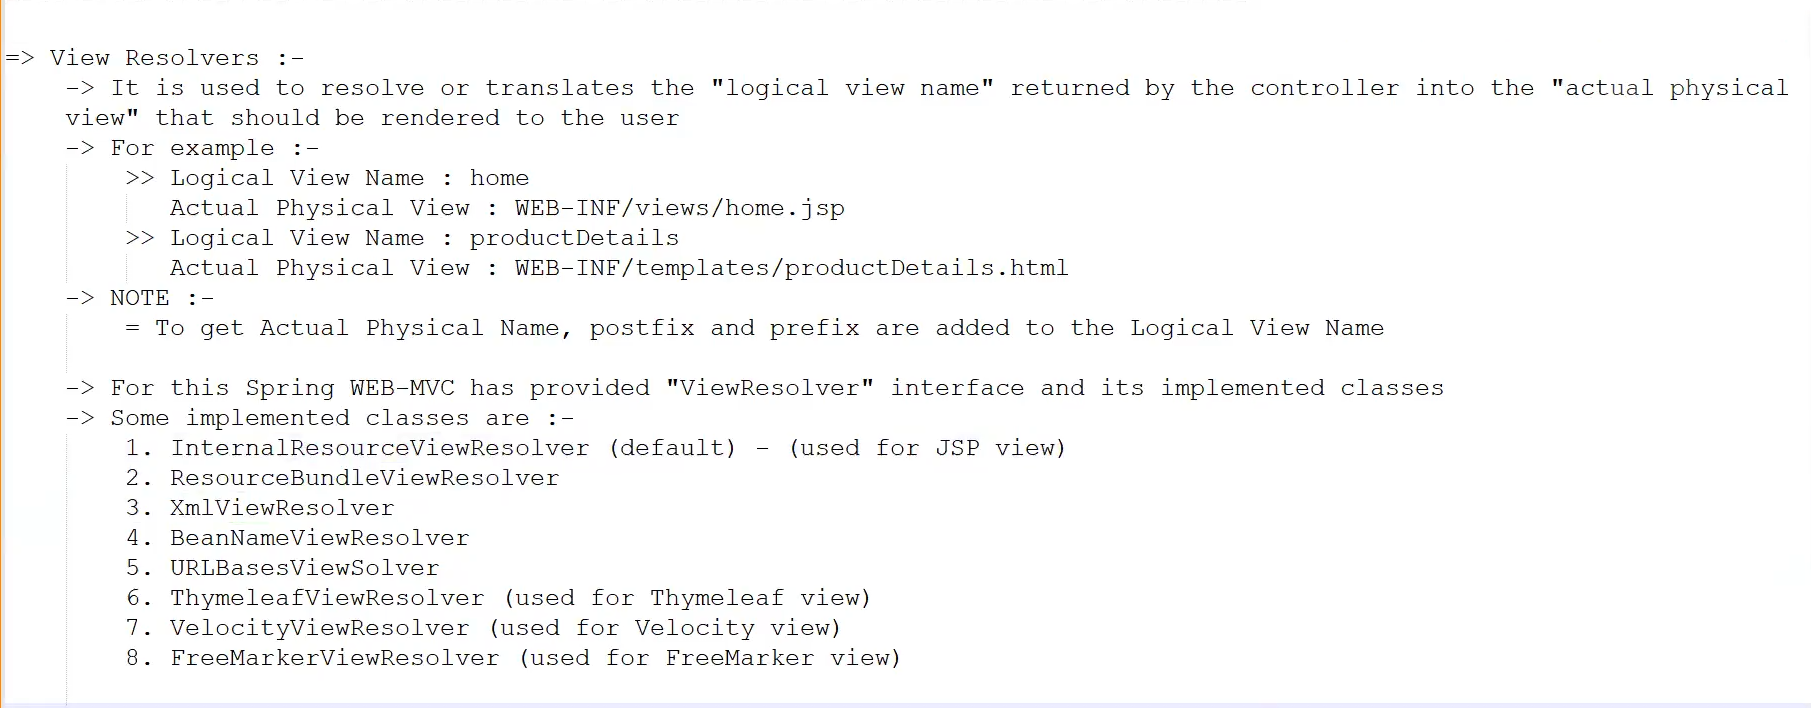 => View Resolvers :-
-> It is used to resolve or translates the "logical view name" returned by the controller into the "actual physical
view" that should be rendered to the user
-> For example :-
>> Logical View Name : home
Actual Physical View : WEB-INF/views/home.jsp
>> Logical View Name : productDetails
Actual Physical View : WEB-INF/templates/productDetails.html
-> NOTE :-
= To get Actual Physical Name, postfix and prefix are added to the Logical View Name
-> For this Spring WEB-MVC has provided "ViewResolver" interface and its implemented classes
-> Some implemented classes are :-
1. InternalResourceViewResolver (default) - (used for JSP view)
2. ResourceBundleViewResolver
3. XmlViewResolver
4. BeanNameViewResolver
5. URLBasesViewSolver
6. ThymeleafViewResolver (used for Thymeleaf view)
7. VelocityViewResolver (used for Velocity view)
8. FreeMarkerViewResolver (used for FreeMarker view)